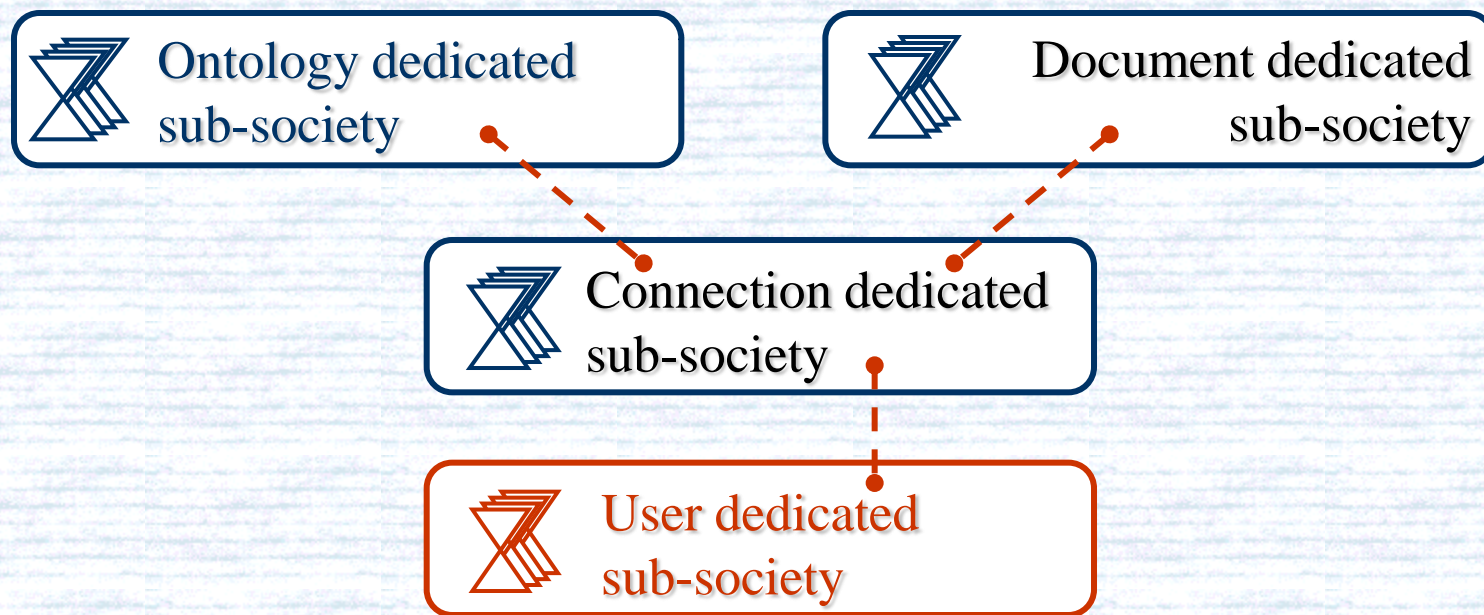 Ontology dedicated
sub-society
Document dedicated
sub-society
Connection dedicated
sub-society
User dedicated
sub-society